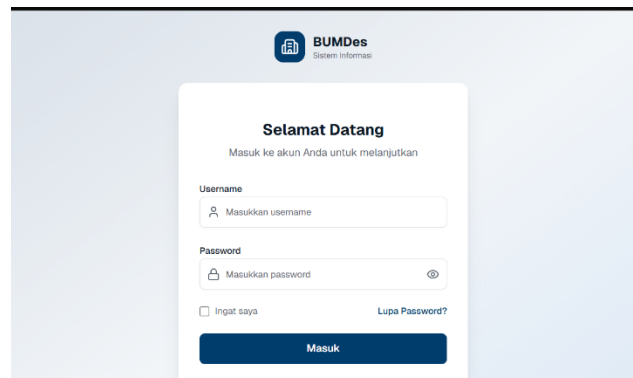 BUMDes
Sistem Informasi
Selamat Datang
Masuk ke akun Anda untuk melanjutkan
Username
Masukkan username
Password
Masukkan password
Ingat saya Lupa Password?
Masuk